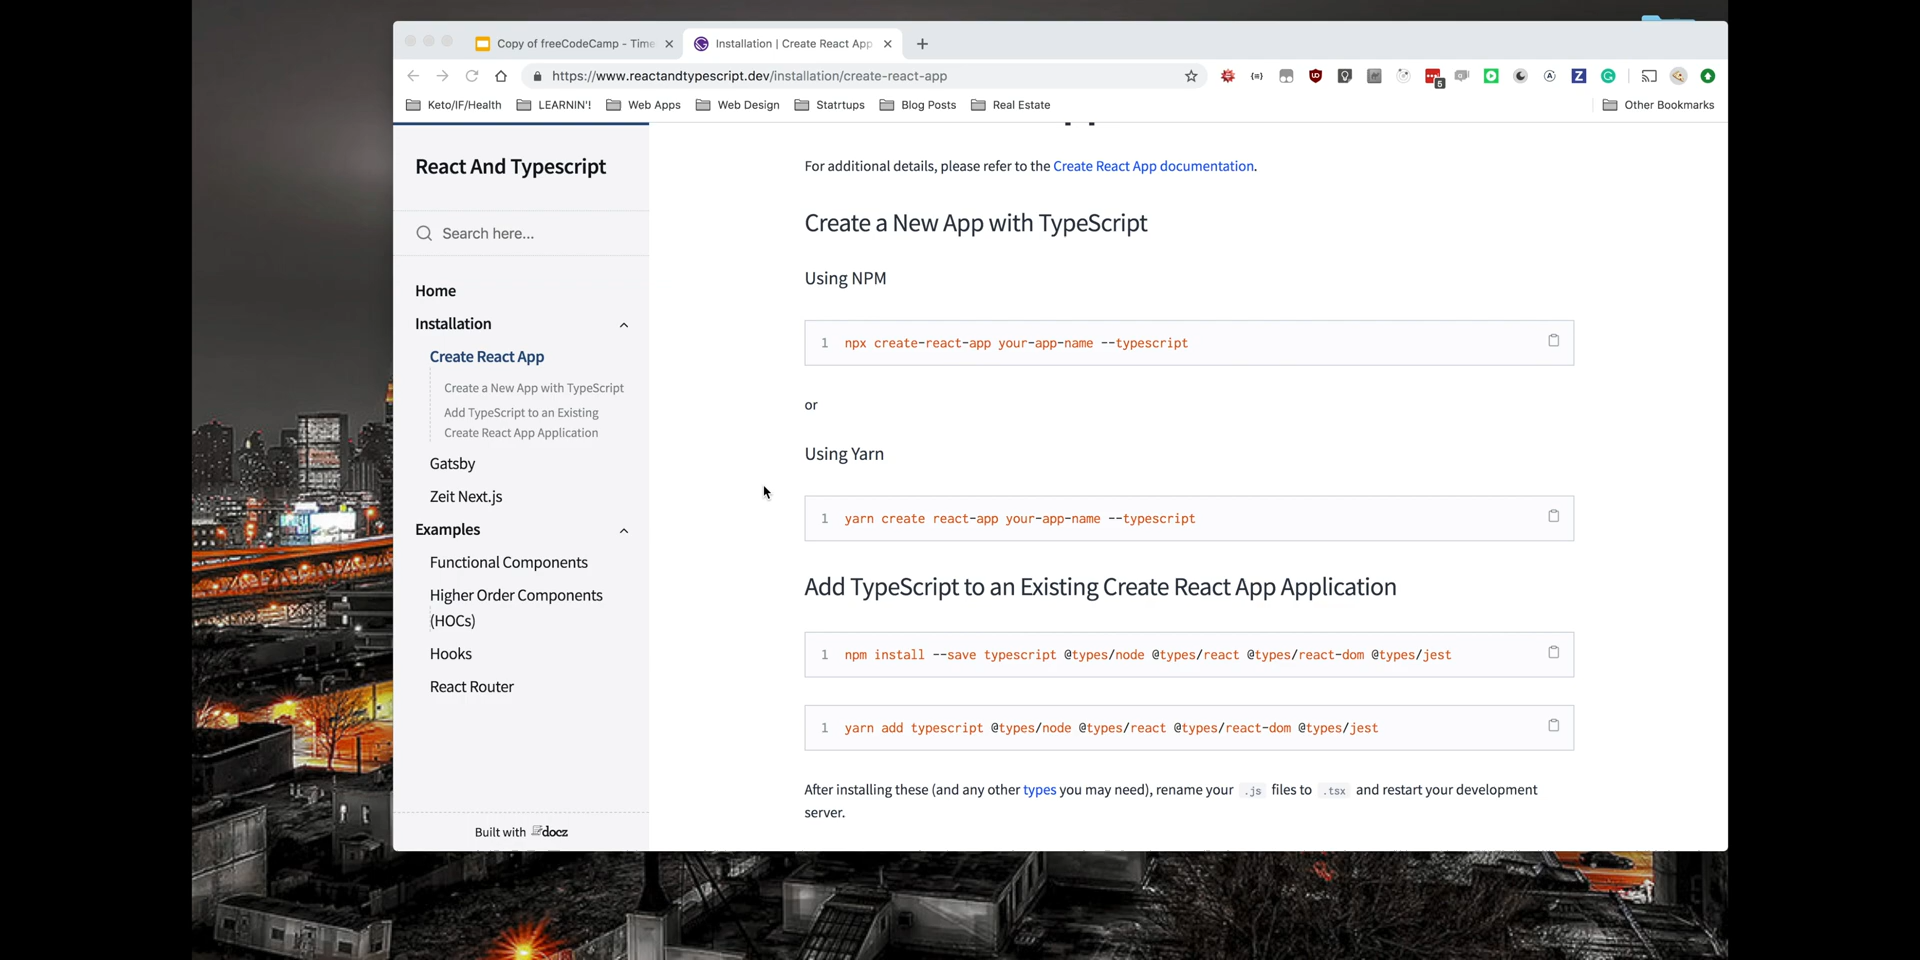 Copy of freeCodeCamp - Time
Installation | Create React App
https://www.reactandtypescript.dev/installation/create-react-app
5
Keto/IF/Health
LEARNIN'!
Web Apps
Web Design
Statrtups
Blog Posts
Real Estate
Other Bookmarks
React And Typescript
Search here...
Home
Installation
Create React App
Create a New App with TypeScript
Add TypeScript to an Existing
Create React App Application
Gatsby
Zeit Next.js
Examples
Functional Components
Higher Order Components
(HOCs)
Hooks
React Router
Built with docz
For additional details, please refer to the Create React App documentation.
Create a New App with TypeScript
Using NPM
1 npx create-react-app your-app-name --typescript
or
Using Yarn
1 yarn create react-app your-app-name --typescript
Add TypeScript to an Existing Create React App Application
1 npm install --save typescript @types/node @types/react @types/react-dom @types/jest
1 yarn add typescript @types/node @types/react @types/react-dom @types/jest
After installing these (and any other types you may need), rename your .js files to .tsx and restart your development
server.